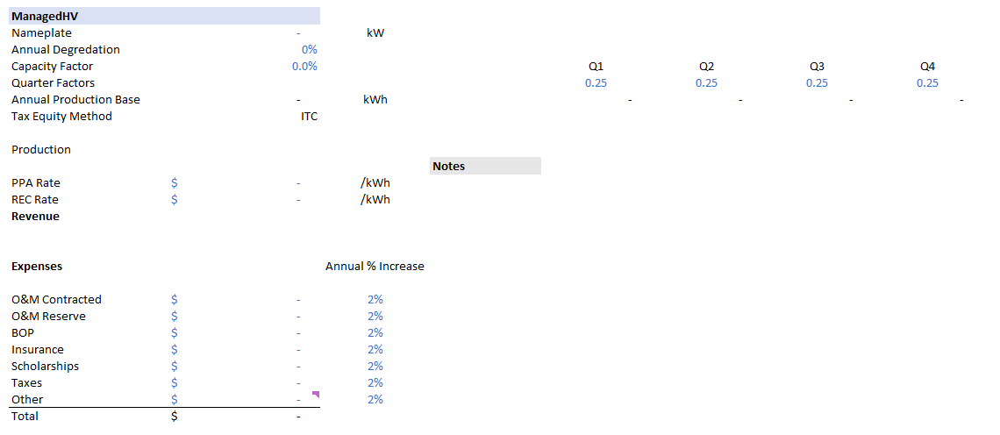 ManagedHV
Nameplate - kW
Annual Degredation 0%
Capacity Factor 0.0% Q1 Q2 Q3 Q4
Quarter Factors 0.25 0.25 0.25 0.25
Annual Production Base - kWh - - - -
Tax Equity Method ITC
Production
Notes
PPA Rate $ - /kWh
REC Rate $ - /kWh
Revenue
Expenses Annual % Increase
O&M Contracted $ - 2%
O&M Reserve $ - 2%
BOP $ - 2%
Insurance $ - 2%
Scholarships $ - 2%
Taxes $ - 2%
Other $ - 2%
Total $ -